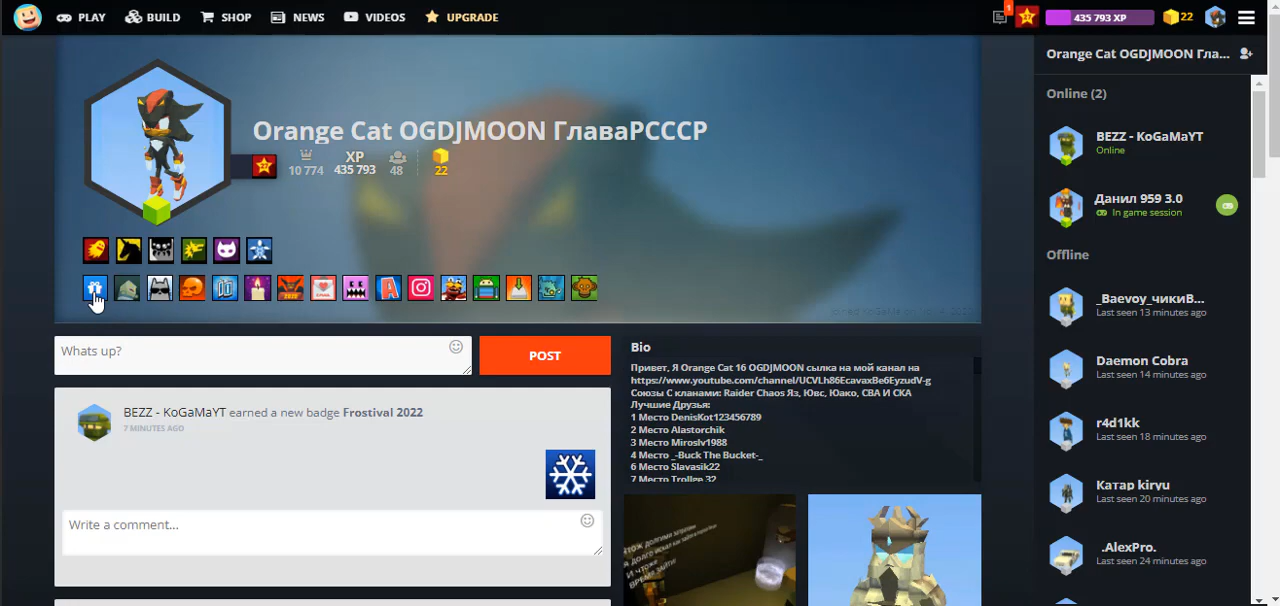 PLAY
BUILD
SHOP
NEWS
VIDEOS
UPGRADE
1
435 793 XP
22
Orange Cat OGDJMOON ГлаваРСССР
XP
10 774
435 793
48
22
Whats up?
POST
BEZZ - KoGaMaYT earned a new badge Frostival 2022
7 MINUTES AGO
Write a comment...
Bio
Привет, Я Orange Cat 16 OGDJMOON сылка на мой канал на
https://www.youtube.com/channel/UCVLh86EcavaxBe6EyzudV-g
Союзы С кланами: Raider Chaos Яз, Ювс, Юако, СВА И СКА
Лучшие Друзья:
1 Место DenisKot123456789
2 Место Alastorchik
3 Место Miroslv1988
4 Место _-Buck The Bucket-_
6 Место Slavasik22
7 Место Trollge 32
Orange Cat OGDJMOON Гла...
Online (2)
BEZZ - KoGaMaYT
Online
Данил 959 3.0
In game session
Offline
_Baevoy_чикиВ...
Last seen 13 minutes ago
Daemon Cobra
Last seen 14 minutes ago
r4d1kk
Last seen 18 minutes ago
Катар kiryu
Last seen 20 minutes ago
.AlexPro.
Last seen 24 minutes ago